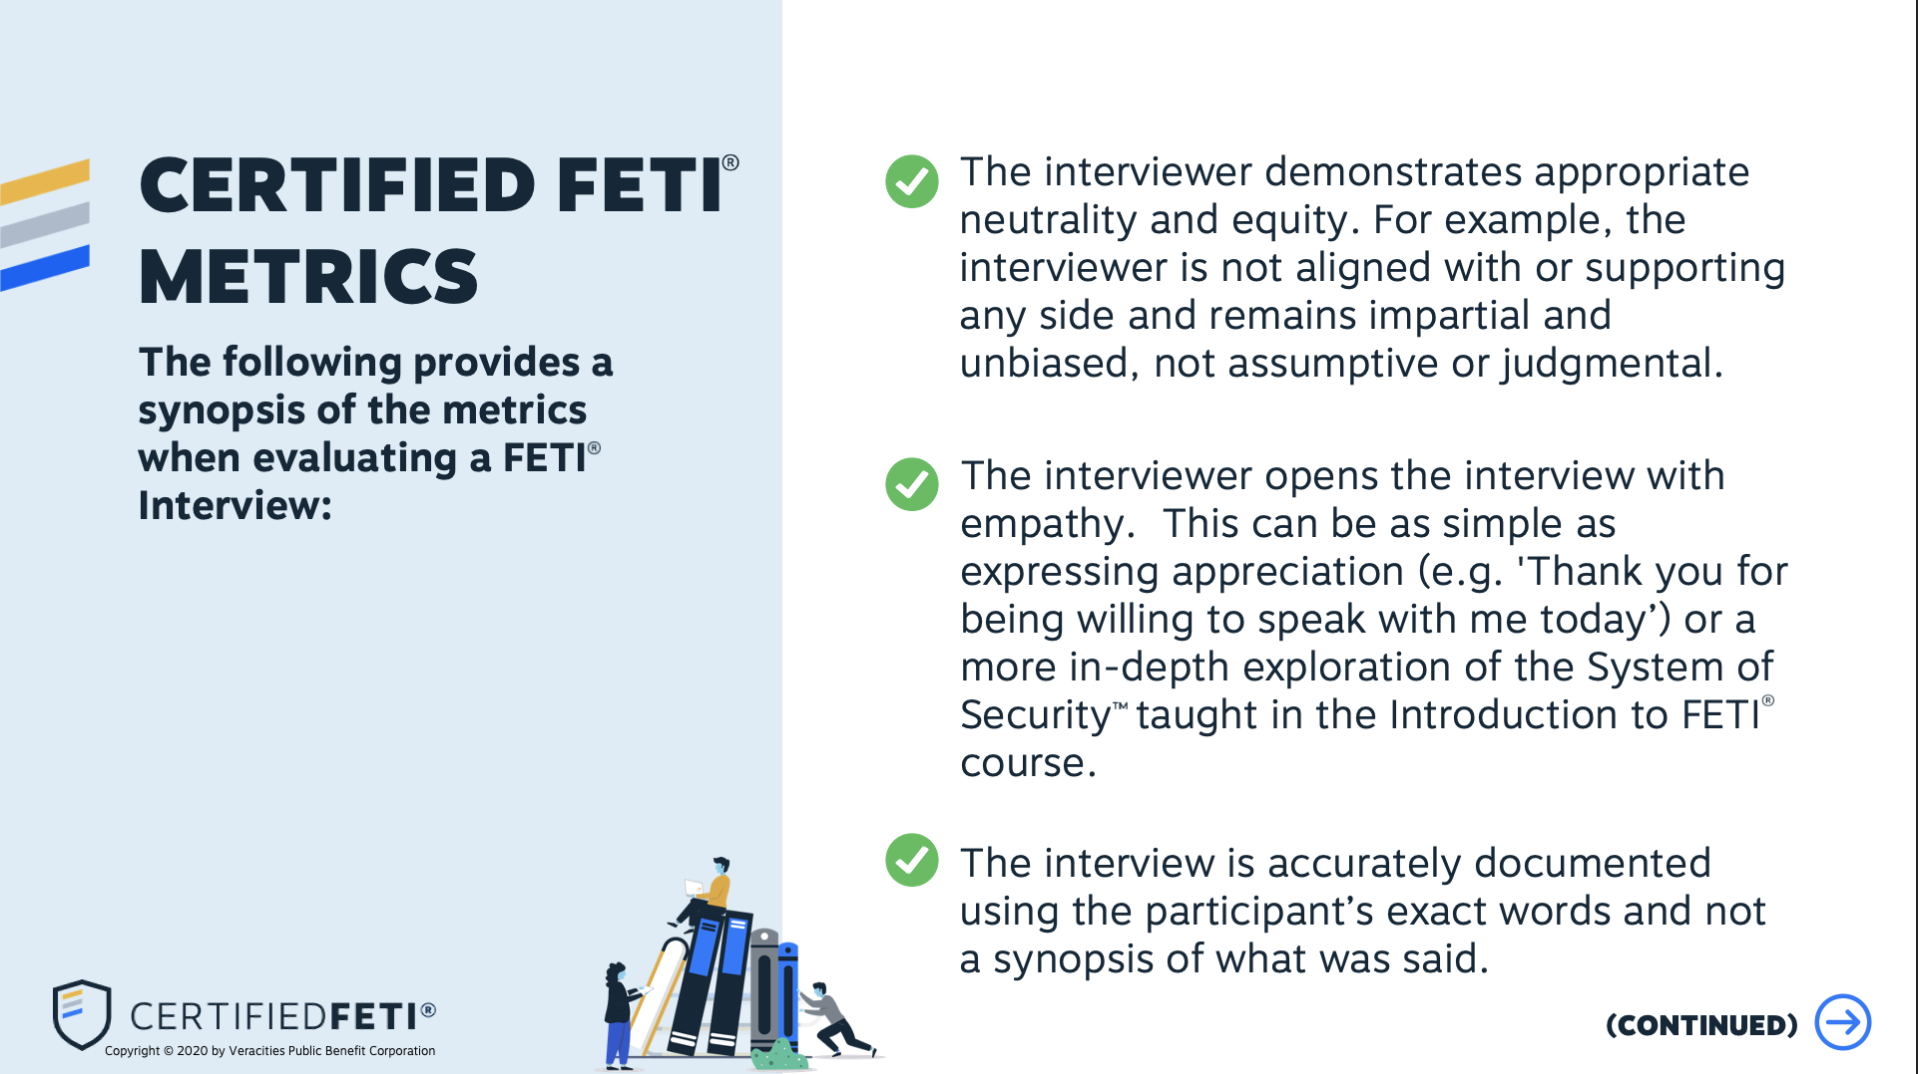 CERTIFIED FETI®
METRICS
The following provides a
synopsis of the metrics
when evaluating a FETI®
Interview:
The interviewer demonstrates appropriate
neutrality and equity. For example, the
interviewer is not aligned with or supporting
any side and remains impartial and
unbiased, not assumptive or judgmental.
The interviewer opens the interview with
empathy.  This can be as simple as
expressing appreciation (e.g. 'Thank you for
being willing to speak with me today’) or a
more in-depth exploration of the System of
Security™ taught in the Introduction to FETI®
course.
The interview is accurately documented
using the participant’s exact words and not
a synopsis of what was said.
(CONTINUED)
CERTIFIEDFETI®
Copyright © 2020 by Veracities Public Benefit Corporation